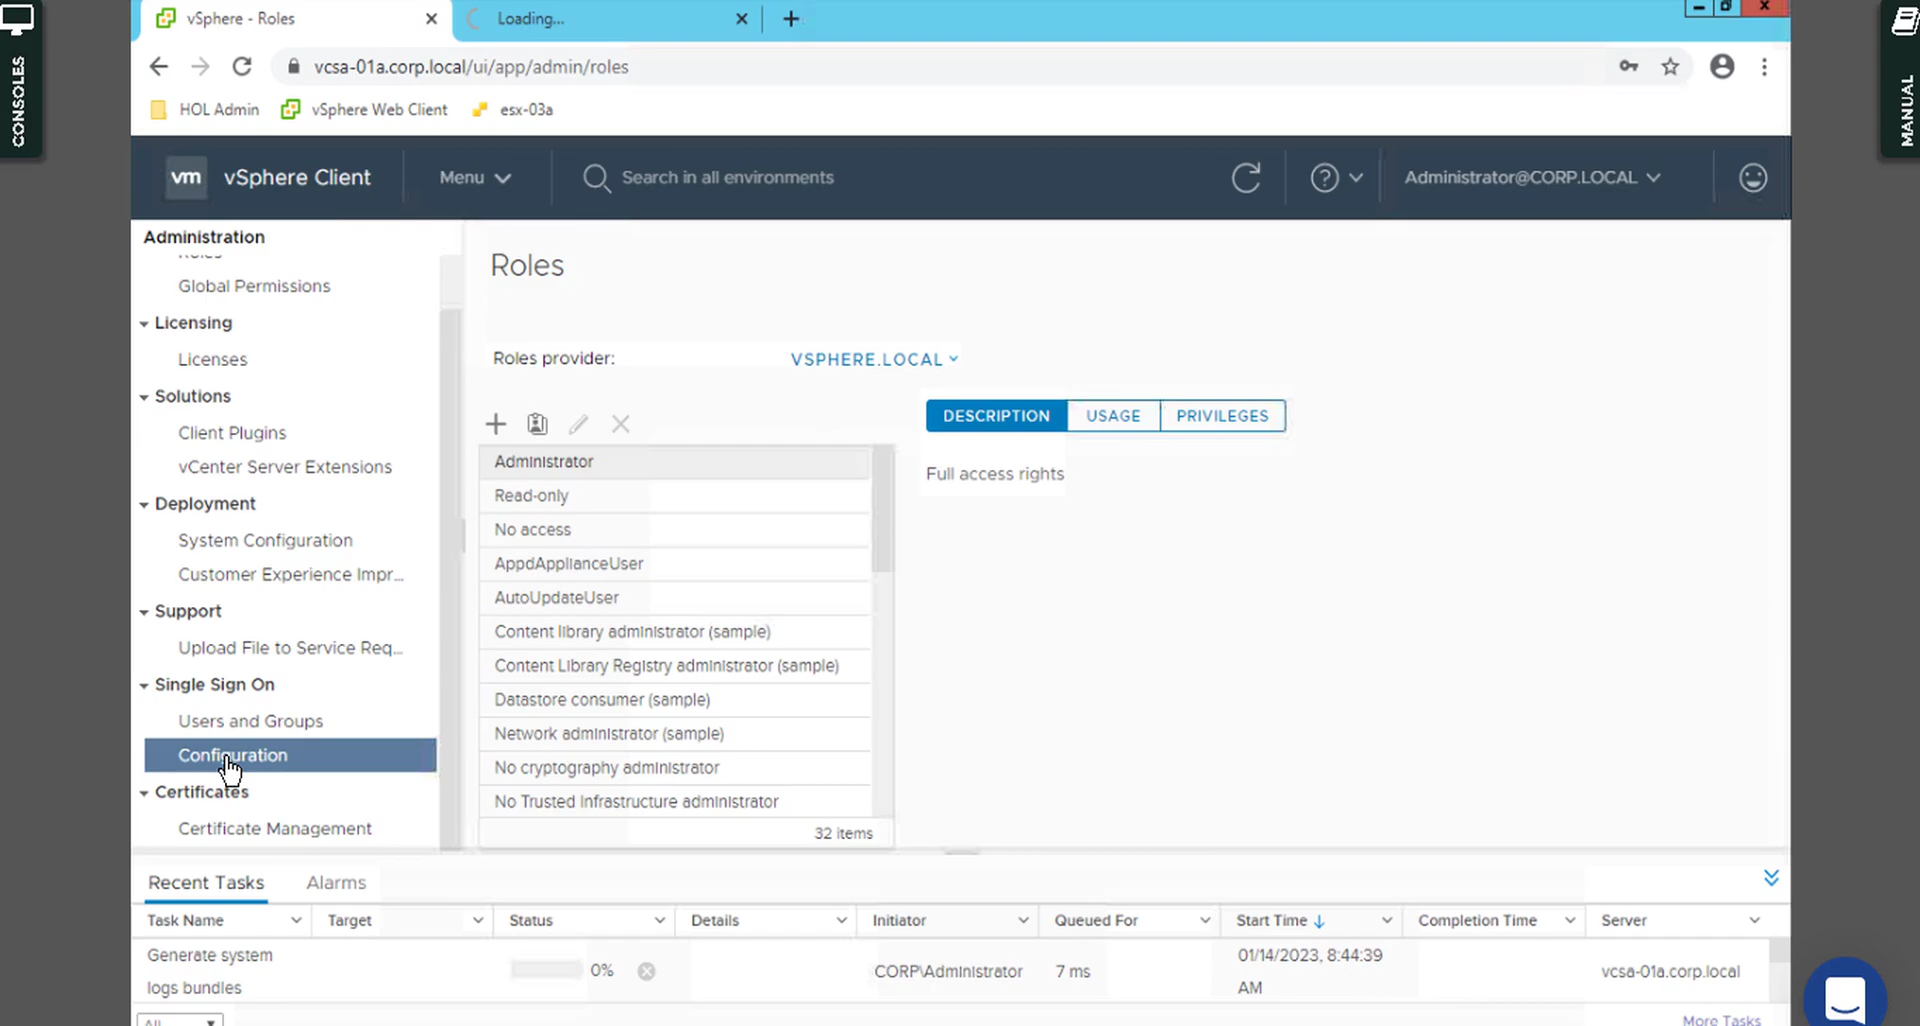 vSphere - Roles
Loading...
vcsa-01a.corp.local/ui/app/admin/roles
HOL Admin
vSphere Web Client
esx-03a
CONSOLES
MANUAL
vm
vSphere Client
Menu
Search in all environments
Administrator@CORP.LOCAL
Administration
Roles
Global Permissions
Licensing
Licenses
Solutions
Client Plugins
vCenter Server Extensions
Deployment
System Configuration
Customer Experience Impr...
Support
Upload File to Service Req...
Single Sign On
Users and Groups
Configuration
Certificates
Certificate Management
Roles
Roles provider:
VSPHERE.LOCAL
Administrator
Read-only
No access
AppdApplianceUser
AutoUpdateUser
Content library administrator (sample)
Content Library Registry administrator (sample)
Datastore consumer (sample)
Network administrator (sample)
No cryptography administrator
No Trusted Infrastructure administrator
32 items
DESCRIPTION
USAGE
PRIVILEGES
Full access rights
Recent Tasks
Alarms
Task Name
Target
Status
Details
Initiator
Queued For
Start Time
Completion Time
Server
Generate system
logs bundles
0%
CORP\Administrator
7 ms
01/14/2023, 8:44:39
AM
vcsa-01a.corp.local
All
More Tasks